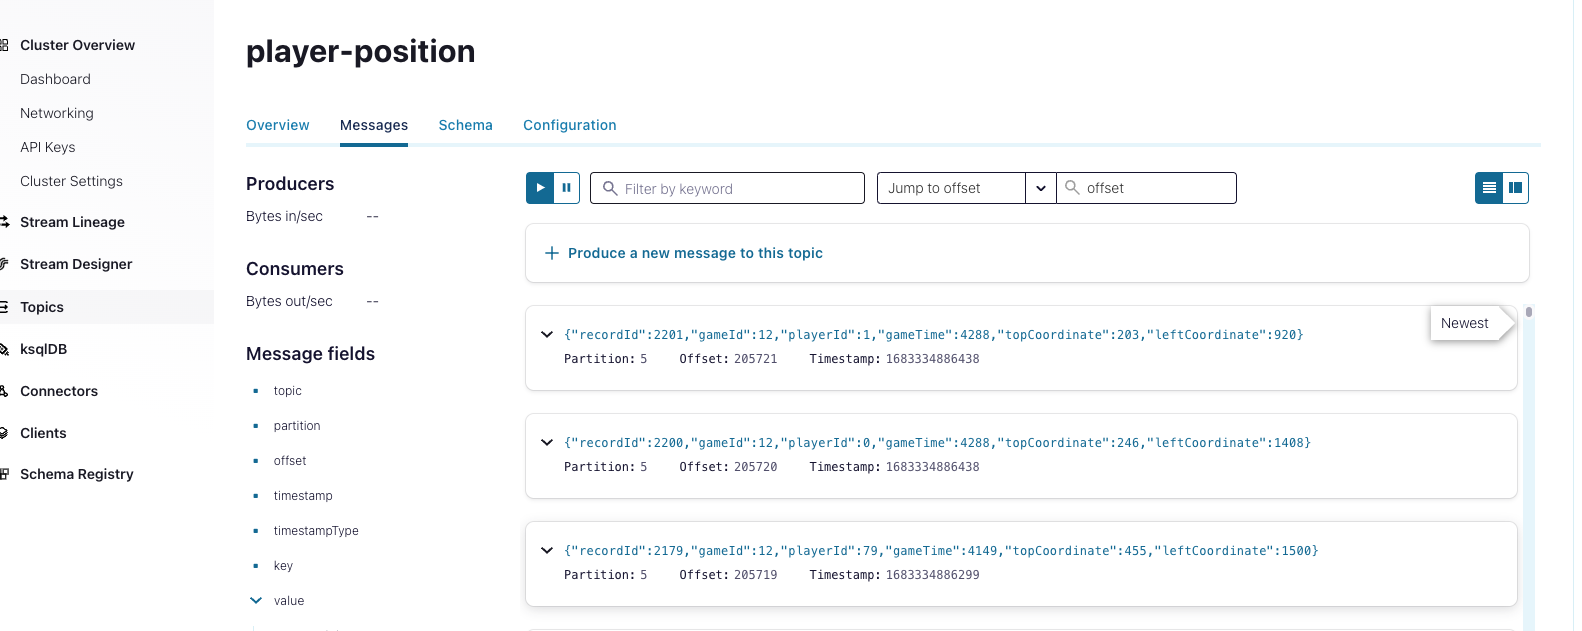 Cluster Overview
Dashboard
Networking
API Keys
Cluster Settings
Stream Lineage
Stream Designer
Topics
ksqlDB
Connectors
Clients
Schema Registry
player-position
Overview Messages Schema Configuration
Producers
Bytes in/sec --
Consumers
Bytes out/sec --
Message fields
topic
partition
offset
timestamp
timestampType
key
value
Filter by keyword Jump to offset offset
Produce a new message to this topic
Newest
{"recordId":2201,"gameId":12,"playerId":1,"gameTime":4288,"topCoordinate":203,"leftCoordinate":920}
Partition: 5 Offset: 205721 Timestamp: 1683334886438
{"recordId":2200,"gameId":12,"playerId":0,"gameTime":4288,"topCoordinate":246,"leftCoordinate":1408}
Partition: 5 Offset: 205720 Timestamp: 1683334886438
{"recordId":2179,"gameId":12,"playerId":79,"gameTime":4149,"topCoordinate":455,"leftCoordinate":1500}
Partition: 5 Offset: 205719 Timestamp: 1683334886299